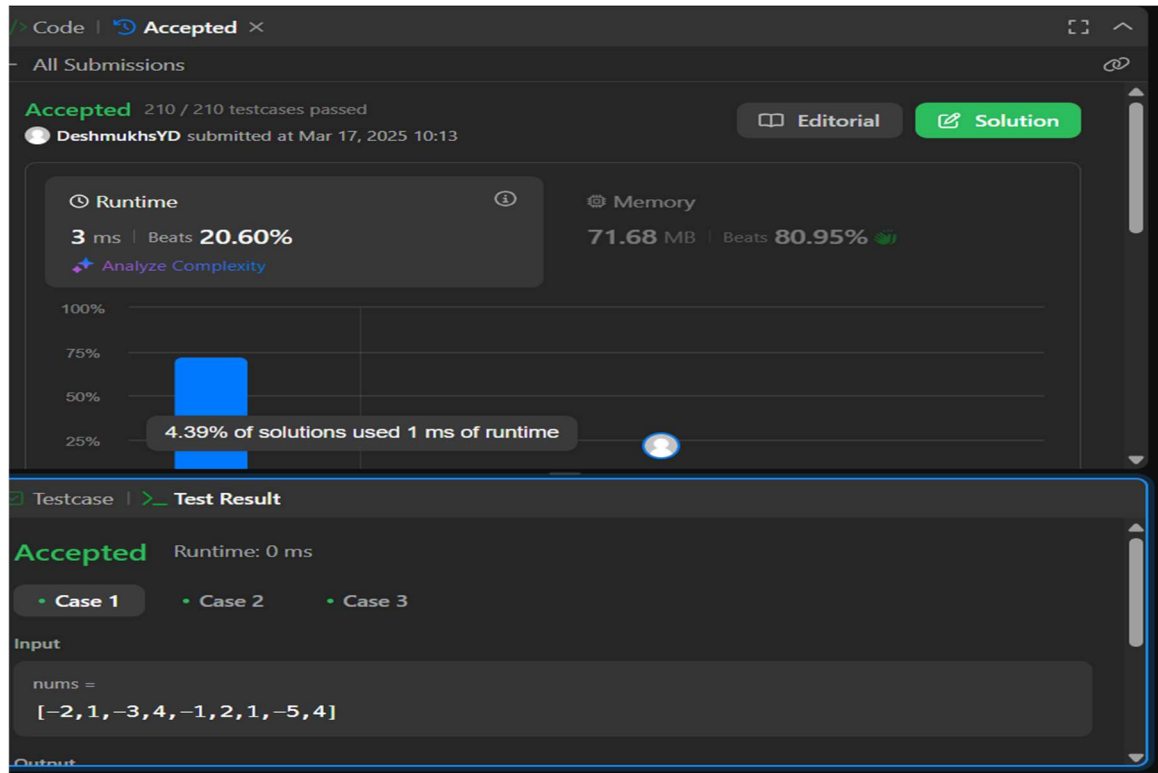 </> Code | Accepted ×
All Submissions
Accepted 210 / 210 testcases passed
DeshmukhsYD submitted at Mar 17, 2025 10:13
Editorial
Solution
Runtime
3 ms | Beats 20.60%
Analyze Complexity
Memory
71.68 MB | Beats 80.95%
100%
75%
50%
25%
4.39% of solutions used 1 ms of runtime
Testcase | >_ Test Result
Accepted Runtime: 0 ms
• Case 1 • Case 2 • Case 3
Input
nums =
[-2,1,-3,4,-1,2,1,-5,4]
Output